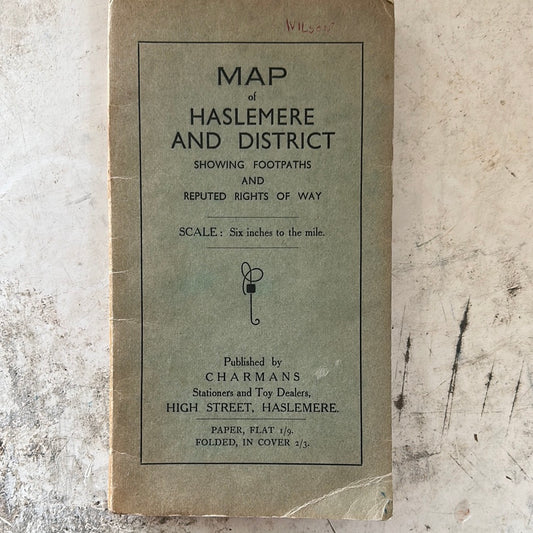 WILSON
MAP
of
HASLEMERE
AND DISTRICT
SHOWING FOOTPATHS
AND
REPUTED RIGHTS OF WAY
SCALE: Six inches to the mile.
Published by
CHARMANS
Stationers and Toy Dealers,
HIGH STREET, HASLEMERE.
PAPER, FLAT 1/9.
FOLDED, IN COVER 2/3.